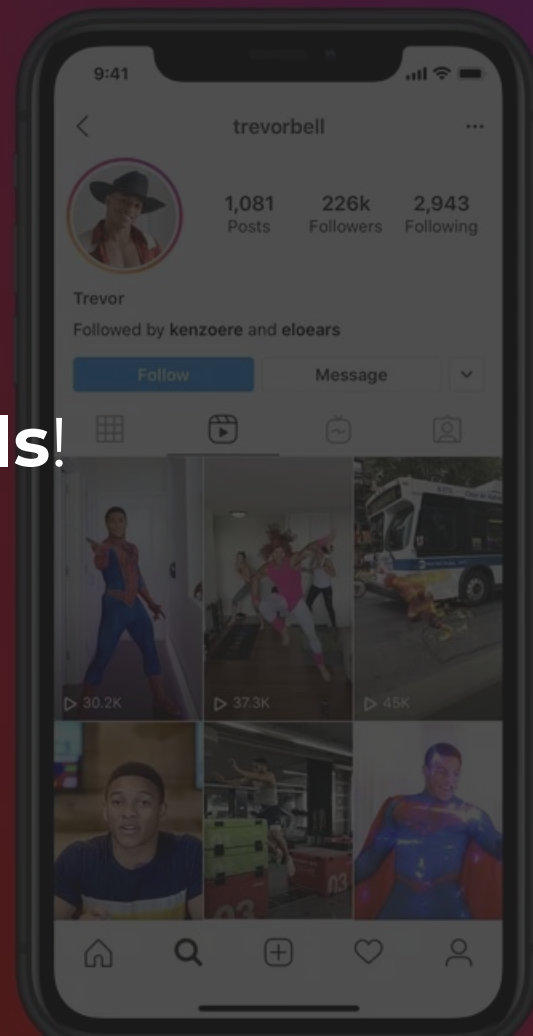 9:41
trevorbell
1,081 226k 2,943
Posts Followers Following
Trevor
Followed by kenzoere and eloears
Follow Message
ls!
30.2K 37.3K 45K
03 03